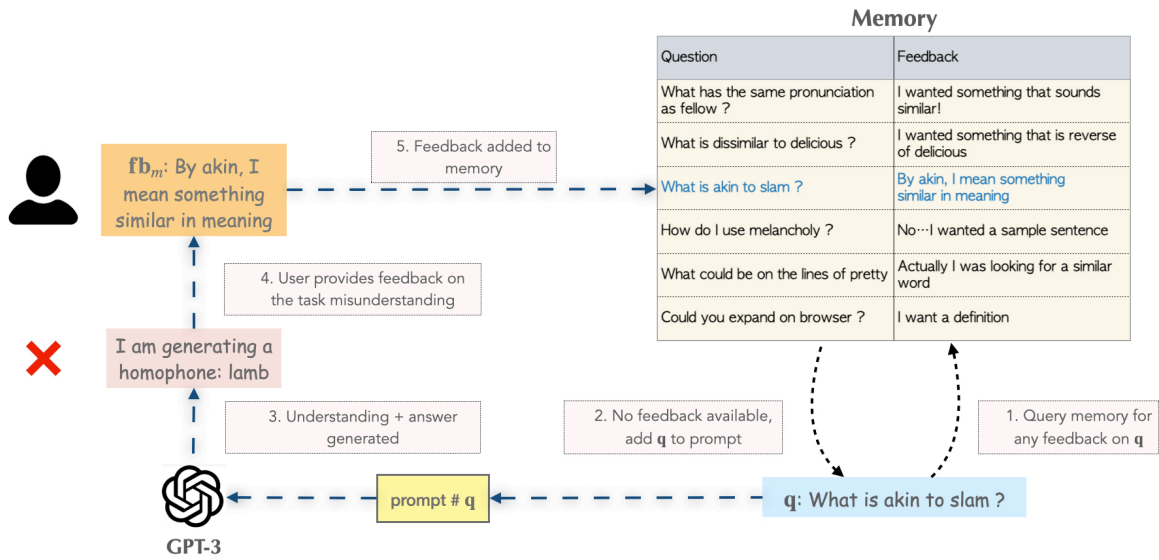 Memory
Question
Feedback
What has the same pronunciation
as fellow ?
I wanted something that sounds
similar!
What is dissimilar to delicious ?
I wanted something that is reverse
of delicious
What is akin to slam ?
By akin, I mean something
similar in meaning
How do I use melancholy ?
No…I wanted a sample sentence
What could be on the lines of pretty
Actually I was looking for a similar
word
Could you expand on browser ?
I want a definition
5. Feedback added to
memory
fbm: By akin, I
mean something
similar in meaning
4. User provides feedback on
the task misunderstanding
I am generating a
homophone: lamb
3. Understanding + answer
generated
2. No feedback available,
add q to prompt
1. Query memory for
any feedback on q
prompt # q
q: What is akin to slam ?
GPT-3